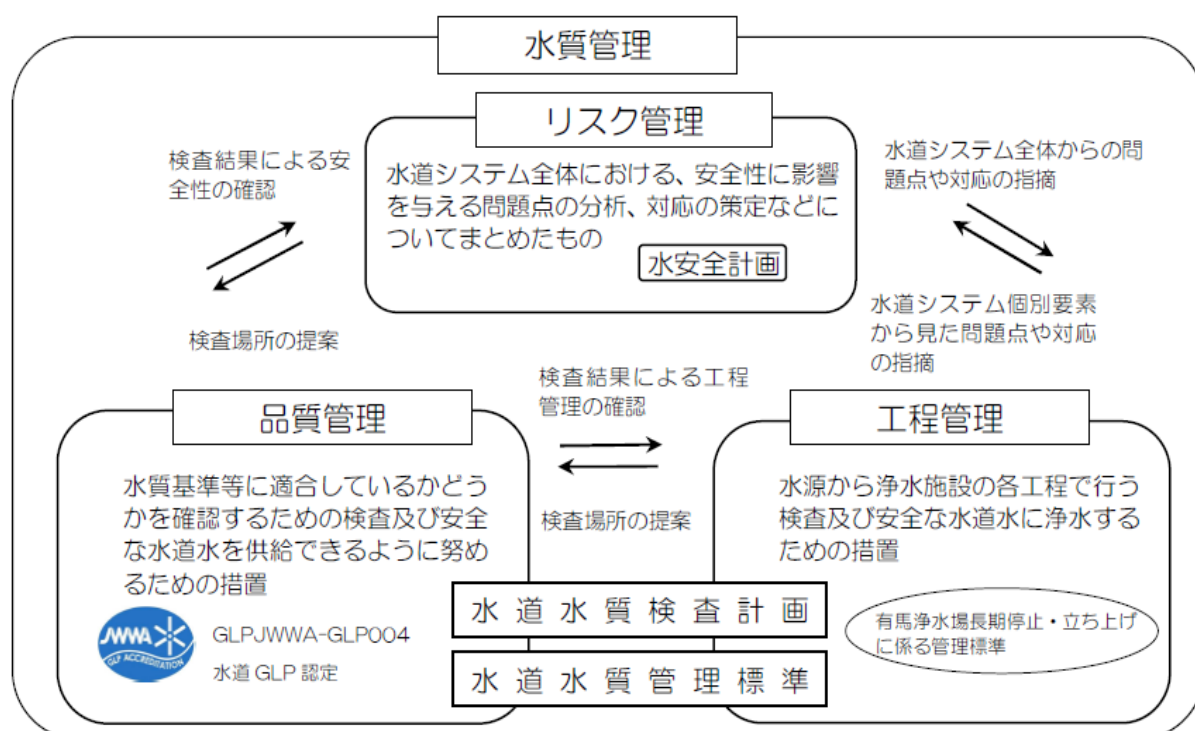 水質管理
リスク管理
水道システム全体における、安全性に影響
を与える問題点の分析、対応の策定などに
ついてまとめたもの
水安全計画
検査結果による安
全性の確認
検査場所の提案
水道システム全体からの問
題点や対応の指摘
水道システム個別要素
から見た問題点や対応
の指摘
検査結果による工程
管理の確認
検査場所の提案
品質管理
水質基準等に適合しているかどう
かを確認するための検査及び安全
な水道水を供給できるように努め
るための措置
JWWA
GLP ACCREDITATION
GLPJWWA-GLP004
水道 GLP 認定
工程管理
水源から浄水施設の各工程で行う
検査及び安全な水道水に浄水する
ための措置
有馬浄水場長期停止・立ち上げ
に係る管理標準
水道水質検査計画
水道水質管理標準